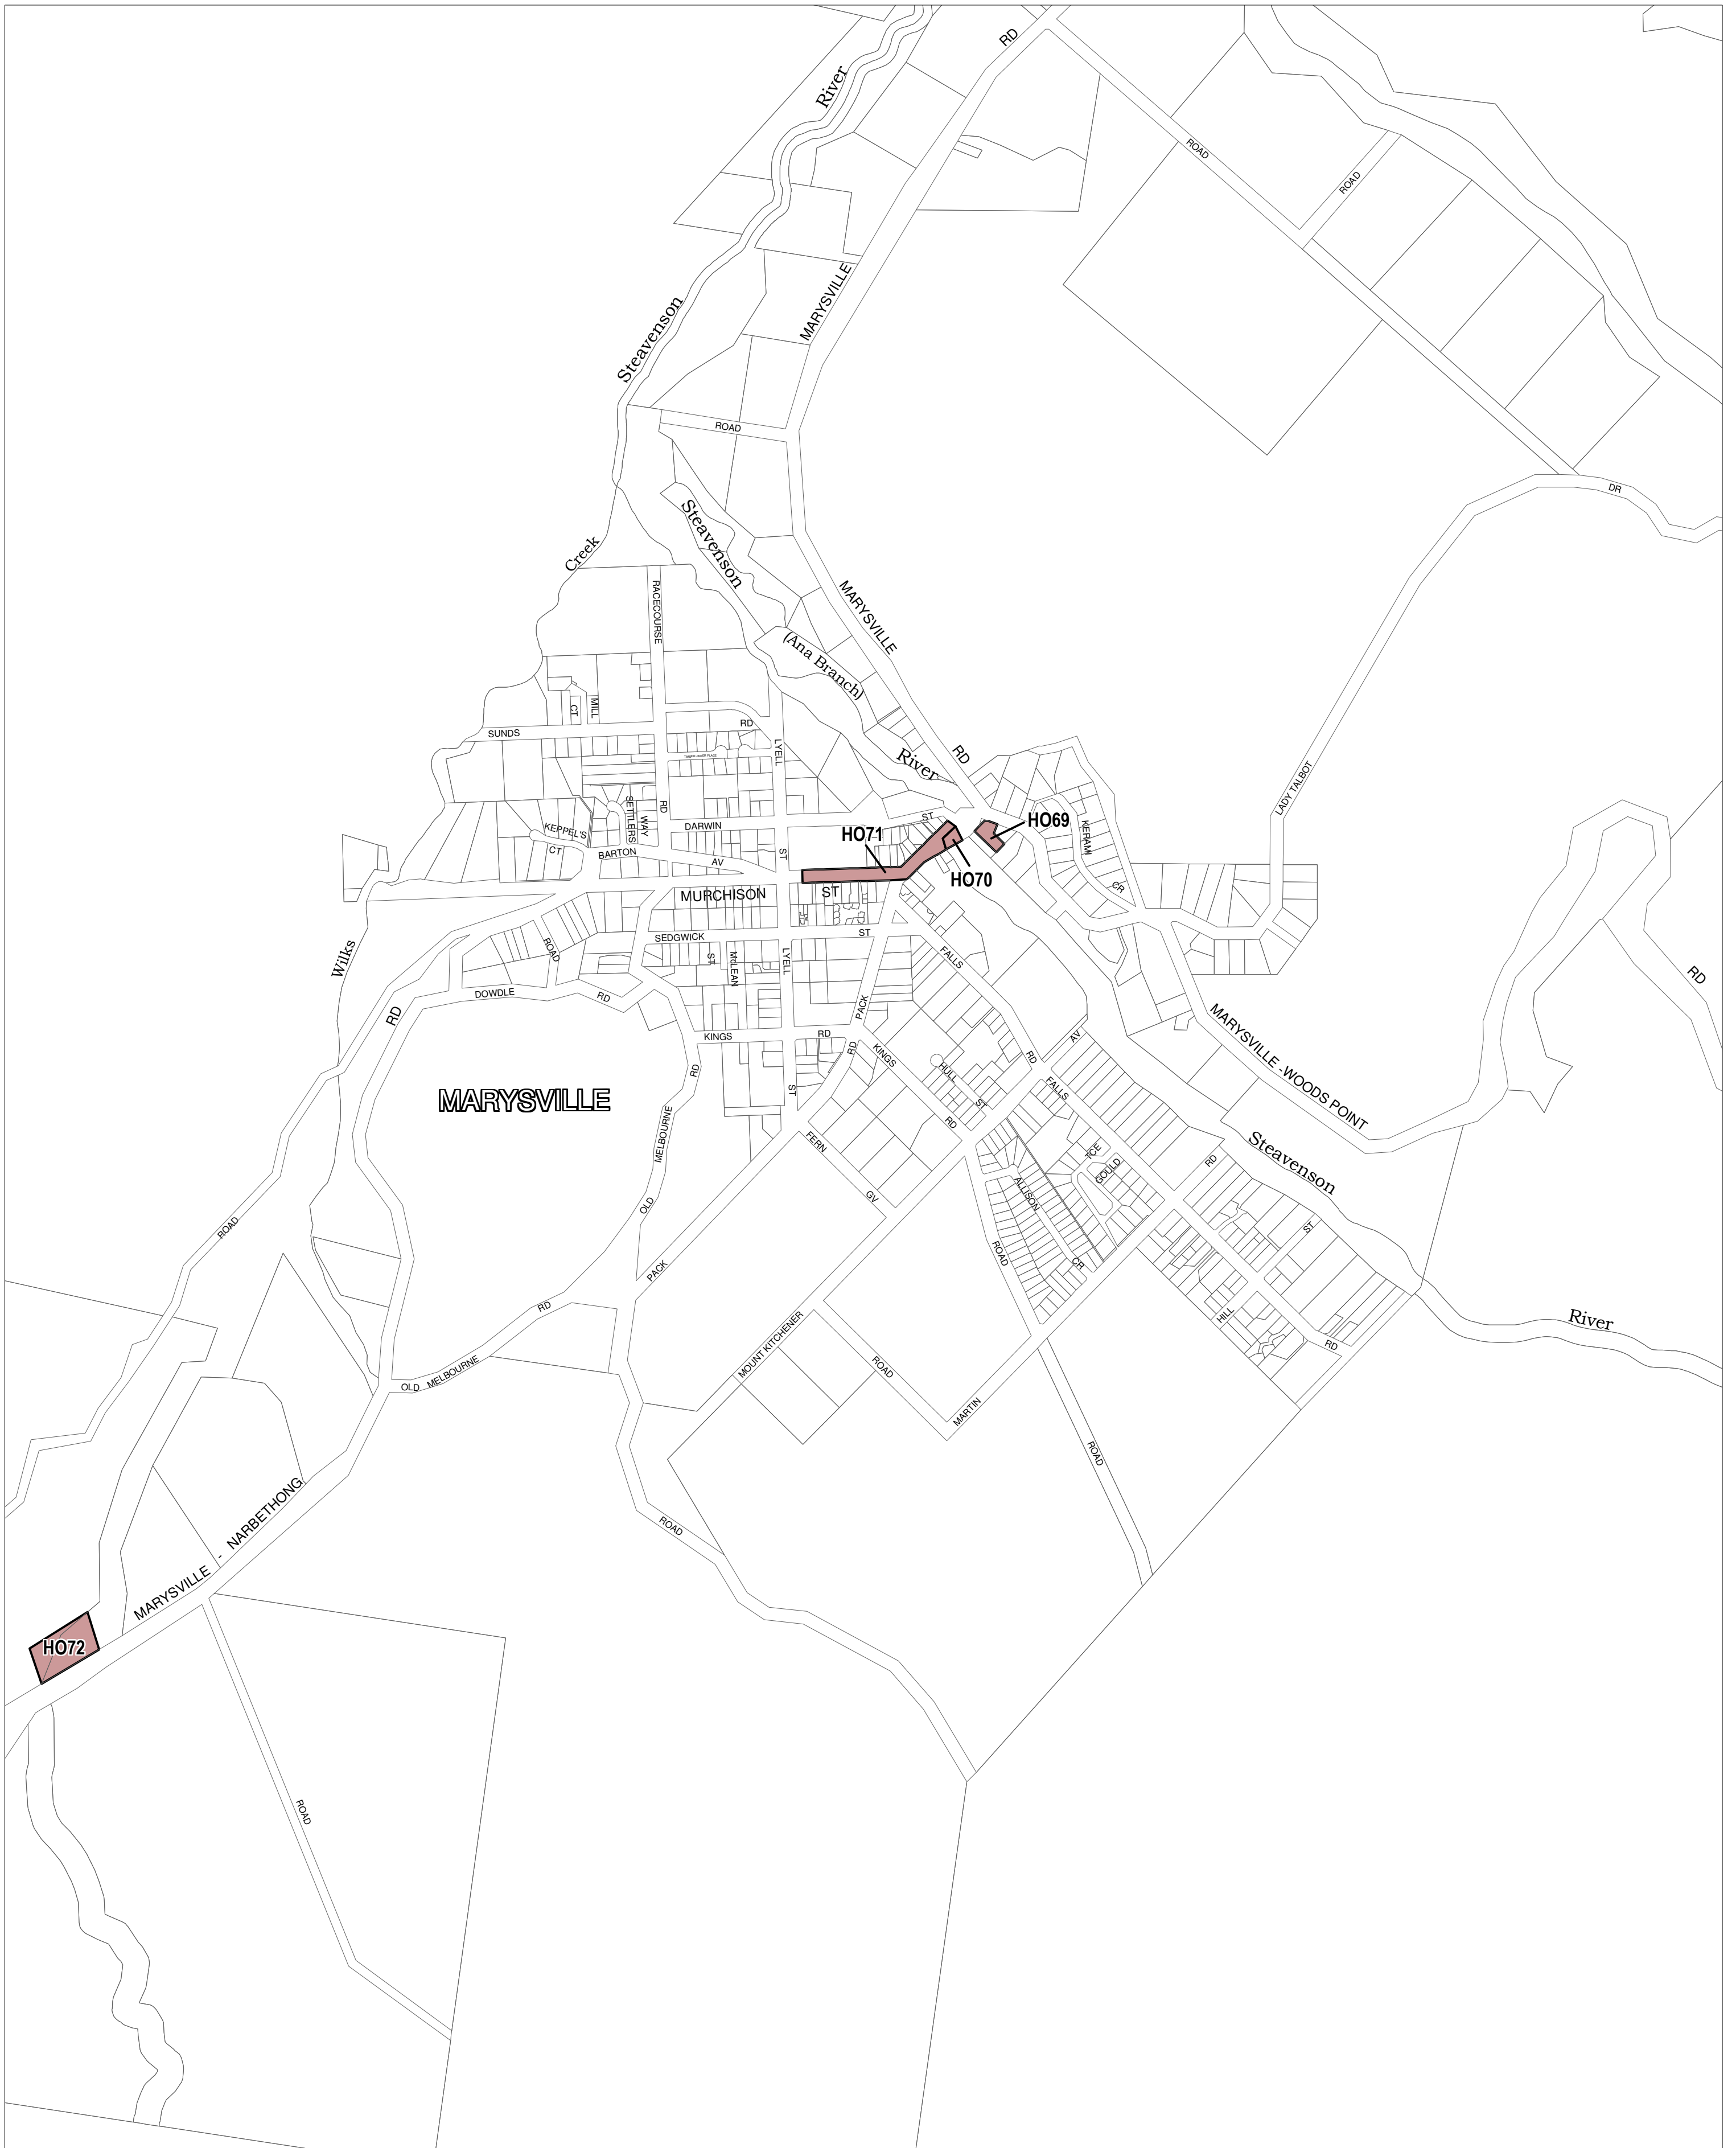 RD
River
ROAD
ROAD
MARYSVILLE
Steavenson
ROAD
DR
Steavenson
Creek
RACECOURSE
MARYSVILLE
(Ana Branch)
CT
MILL
RD
SUNDS
LYELL
RD
River
LADY TALBOT
SETTLERS
WAY
RD
KEPPEL'S
CT
DARWIN
BARTON
AV
ST
ST
HO71
HO69
HO70
KERAMI
CR
MURCHISON
ST
SEDGWICK
ST
ST
McLEAN
LYELL
FALLS
ROAD
Wilks
RD
DOWDLE
RD
PACK
RD
MARYSVILLE -WOODS POINT
KINGS
RD
RD
KINGS
RD
AV
RD
HULL
ST
FALLS
ST
MARYSVILLE
MELBOURNE
FERN
RD
Steavenson
TCE
GOULD
RD
ALLISON
OLD
GV
ROAD
ST
ROAD
CR
PACK
RD
HILL
River
RD
MOUNT KITCHENER
ROAD
OLD MELBOURNE
MARTIN
ROAD
ROAD
MARYSVILLE - NARBETHONG
HO72
ROAD